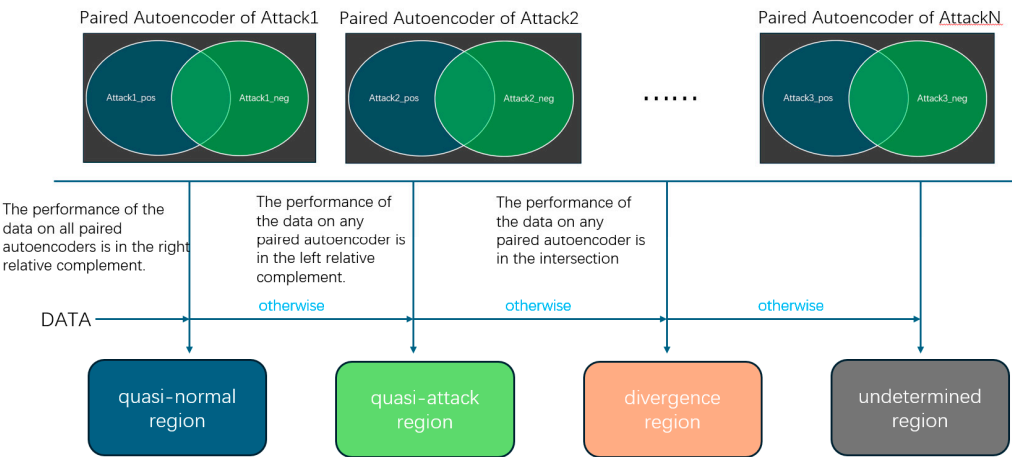 Paired Autoencoder of Attack1
Paired Autoencoder of Attack2
Paired Autoencoder of AttackN
Attack1_pos
Attack1_neg
Attack2_pos
Attack2_neg
......
Attack3_pos
Attack3_neg
The performance of the
data on all paired
autoencoders is in the right
relative complement.
The performance of
the data on any
paired autoencoder is
in the left relative
complement.
The performance of
the data on any
paired autoencoder is
in the intersection
DATA
otherwise
otherwise
otherwise
quasi-normal
region
quasi-attack
region
divergence
region
undetermined
region